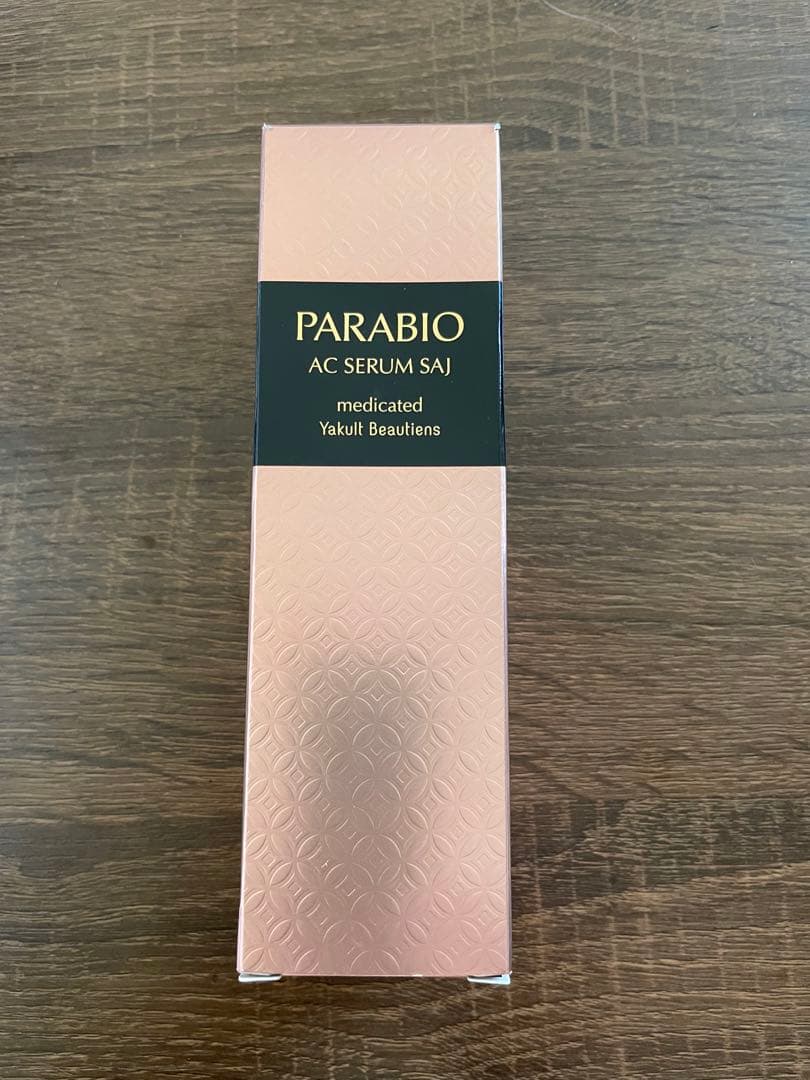 PARABIO
AC SERUM SAJ
medicated
Yakult Beautiens